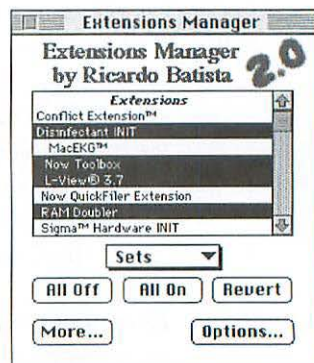 Extensions Manager
Extensions Manager
by Ricardo Batista
2.0
Extensions
Conflict Extension™
Disinfectant INIT
MacEKG™
Now Toolbox
L-View® 3.7
Now QuickFiler Extension
RAM Doubler
Sigma™ Hardware INIT
Sets
All Off
All On
Revert
More...
Options...